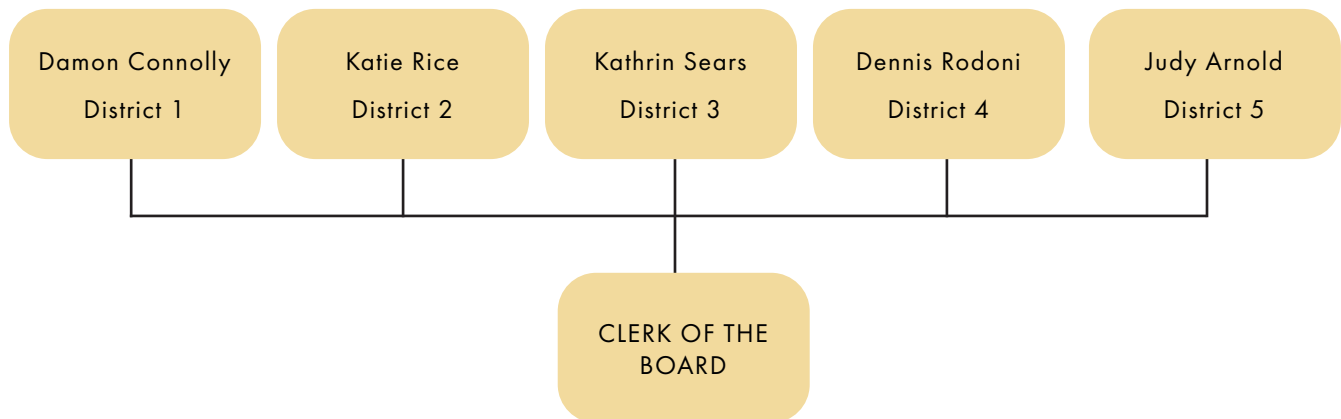 Damon Connolly
District 1
Katie Rice
District 2
Kathrin Sears
District 3
Dennis Rodoni
District 4
Judy Arnold
District 5
CLERK OF THE
BOARD